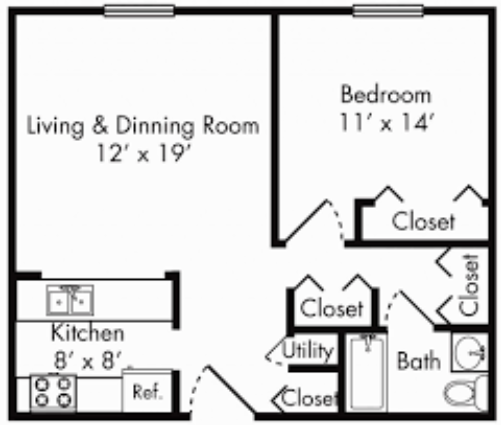 Living & Dinning Room
12' x 19'
Bedroom
11' x 14'
Closet
Closet
Closet
Kitchen
8' x 8'
Utility
Bath
Ref.
Closet